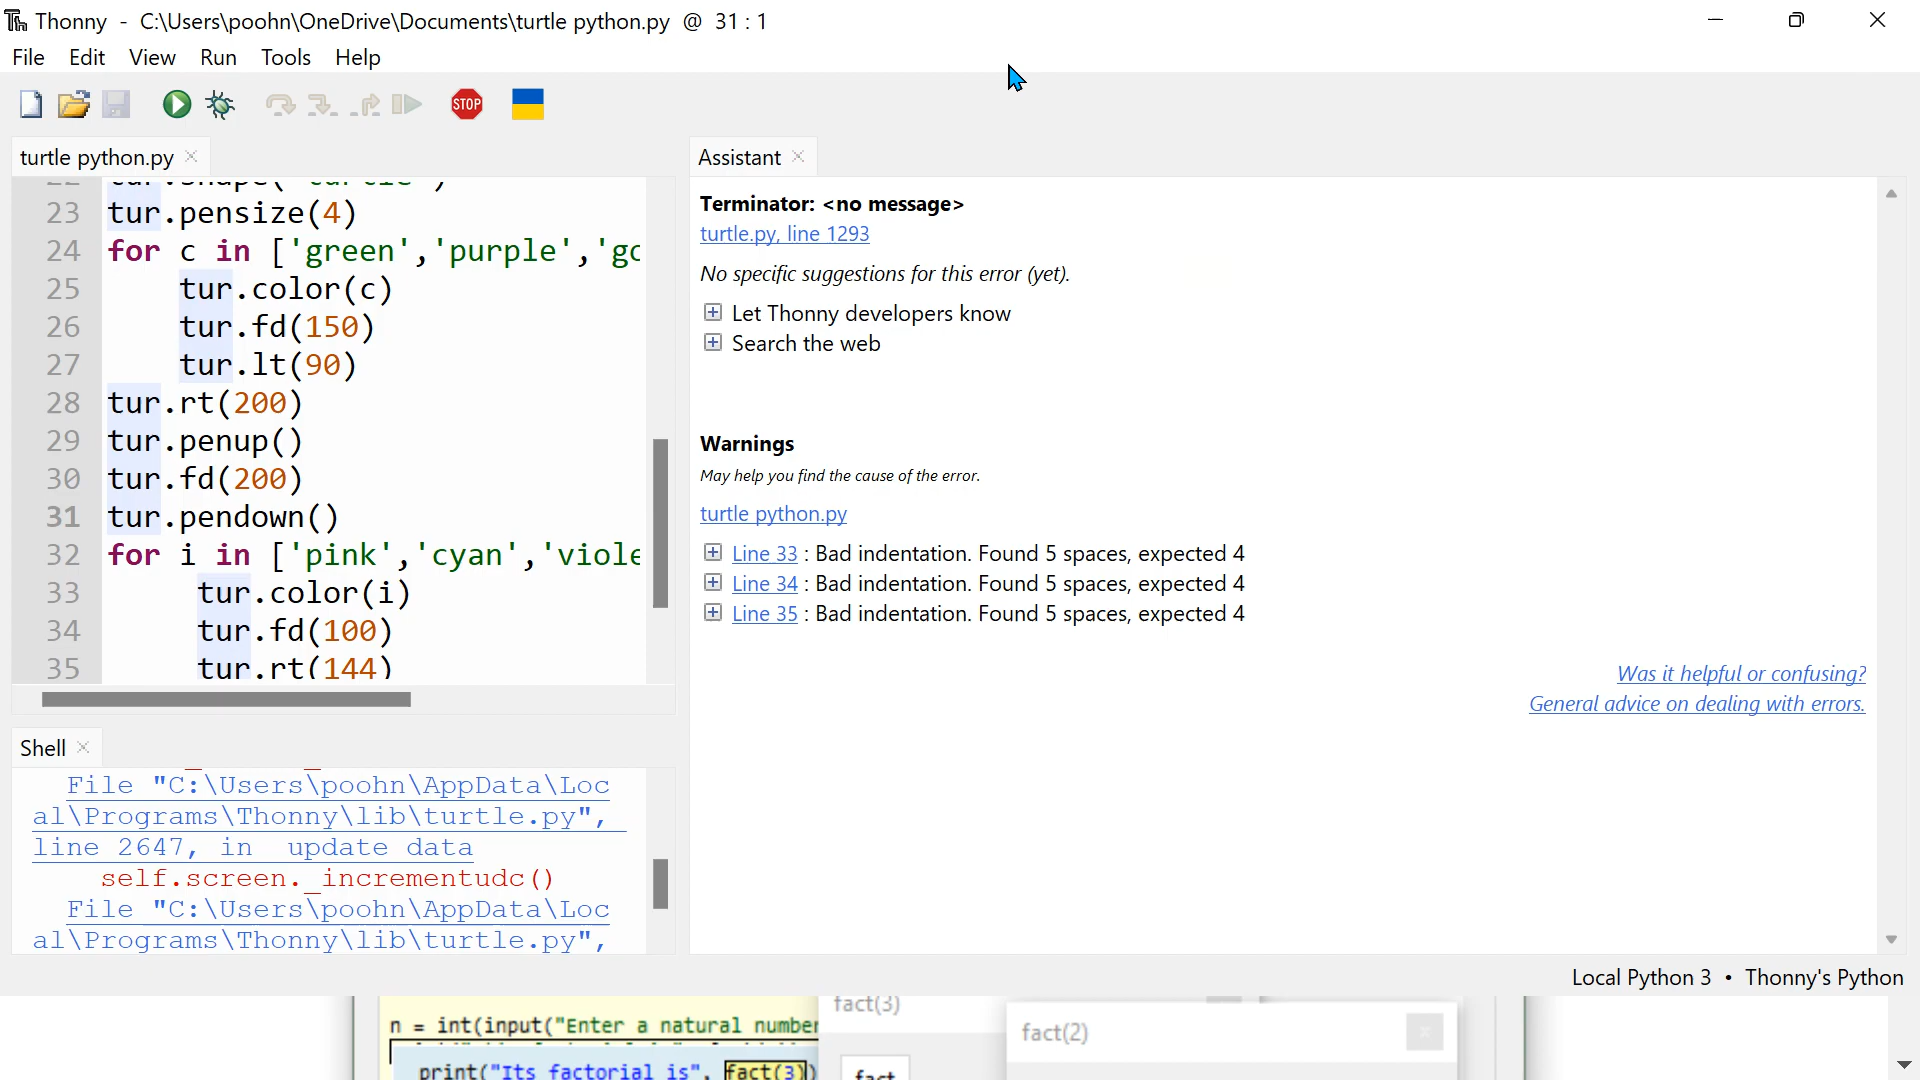 Thonny - C:\Users\poohn\OneDrive\Documents\turtle python.py @ 31 : 1
File Edit View Run Tools Help
STOP
turtle python.py
23 tur.pensize(4)
24 for c in ['green','purple','go
25 tur.color(c)
26 tur.fd(150)
27 tur.lt(90)
28 tur.rt(200)
29 tur.penup()
30 tur.fd(200)
31 tur.pendown()
32 for i in ['pink','cyan','viole
33 tur.color(i)
34 tur.fd(100)
35 tur.rt(144)
Shell
File "C:\Users\poohn\AppData\Loc
al\Programs\Thonny\lib\turtle.py",
line 2647, in _update_data
self.screen._incrementudc()
File "C:\Users\poohn\AppData\Loc
al\Programs\Thonny\lib\turtle.py",
Assistant
Terminator: <no message>
turtle.py, line 1293
No specific suggestions for this error (yet).
Let Thonny developers know
Search the web
Warnings
May help you find the cause of the error.
turtle python.py
Line 33 : Bad indentation. Found 5 spaces, expected 4
Line 34 : Bad indentation. Found 5 spaces, expected 4
Line 35 : Bad indentation. Found 5 spaces, expected 4
Was it helpful or confusing?
General advice on dealing with errors.
Local Python 3 • Thonny's Python
n = int(input("Enter a natural number
print("Its factorial is", fact(3))
fact(3)
fact
fact(2)